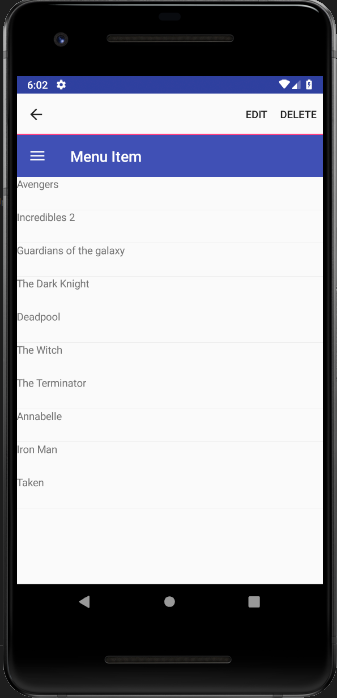 6:02
EDIT DELETE
Menu Item
Avengers
Incredibles 2
Guardians of the galaxy
The Dark Knight
Deadpool
The Witch
The Terminator
Annabelle
Iron Man
Taken